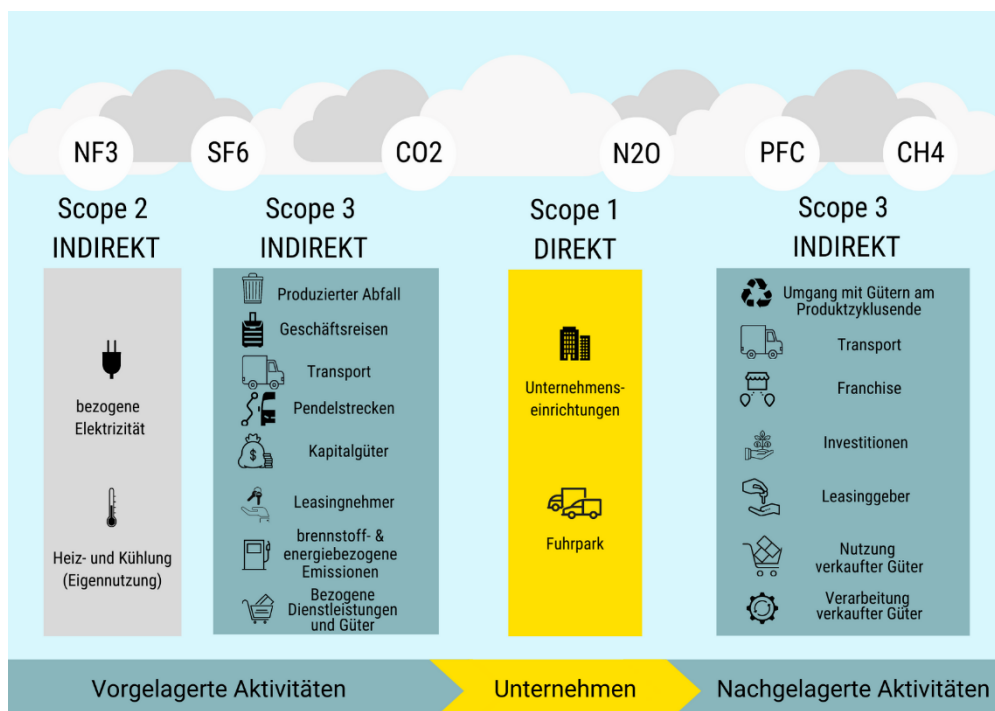 NF3
SF6
CO2
N2O
PFC
CH4
Scope 2
INDIREKT
bezogene
Elektrizität
Heiz- und Kühlung
(Eigennutzung)
Scope 3
INDIREKT
Produzierter Abfall
Geschäftsreisen
Transport
Pendelstrecken
$
Kapitalgüter
Leasingnehmer
brennstoff- &
energiebezogene
Emissionen
Bezogene
Dienstleistungen
und Güter
Scope 1
DIREKT
Unternehmens-
einrichtungen
Fuhrpark
Scope 3
INDIREKT
Umgang mit Gütern am
Produktzyklusende
Transport
Franchise
Investitionen
Leasinggeber
Nutzung
verkaufter Güter
Verarbeitung
verkaufter Güter
Vorgelagerte Aktivitäten
Unternehmen
Nachgelagerte Aktivitäten